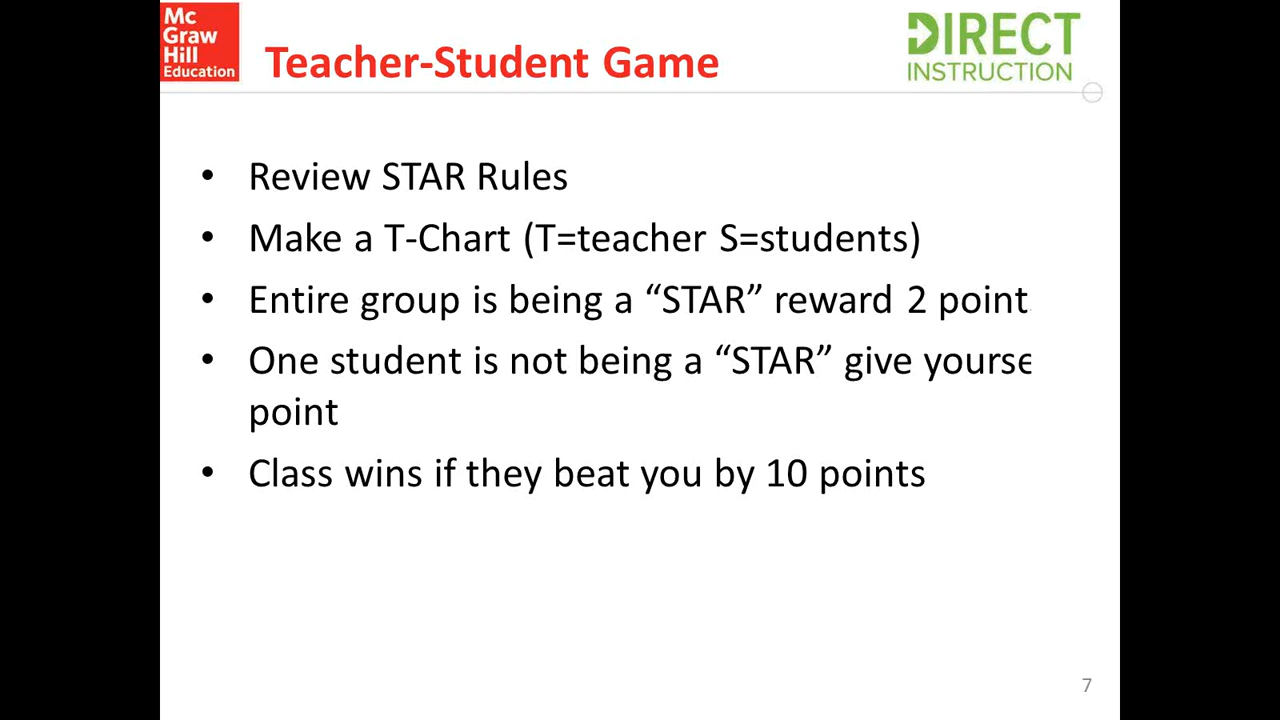 Mc
Graw
Hill
Education
Teacher-Student Game
DIRECT
INSTRUCTION
• Review STAR Rules
• Make a T-Chart (T=teacher S=students)
• Entire group is being a “STAR” reward 2 point
• One student is not being a “STAR” give yourse
point
• Class wins if they beat you by 10 points
7